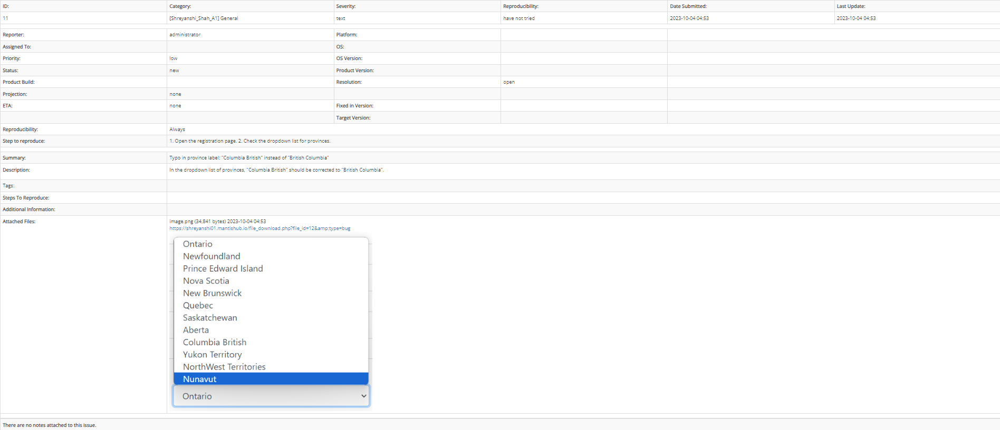 ID: Category: Severity: Reproducibility: Date Submitted: Last Update:
11 [Shreyanshi_Shah_A1] General text have not tried 2023-10-04 04:53 2023-10-04 04:53
Reporter: administrator Platform:
Assigned To: OS:
Priority: low OS Version:
Status: new Product Version:
Product Build: Resolution: open
Projection: none
ETA: none Fixed in Version:
Target Version:
Reproducibility: Always
Step to reproduce: 1. Open the registration page. 2. Check the dropdown list for provinces.
Summary: Typo in province label: "Columbia British" instead of "British Columbia"
Description: In the dropdown list of provinces, "Columbia British" should be corrected to "British Columbia".
Tags:
Steps To Reproduce:
Additional Information:
Attached Files: image.png (34,841 bytes) 2023-10-04 04:53
https://shreyanshi01.mantishub.io/file_download.php?file_id=12&amp;type=bug
Ontario
Newfoundland
Prince Edward Island
Nova Scotia
New Brunswick
Quebec
Saskatchewan
Aberta
Columbia British
Yukon Territory
NorthWest Territories
Nunavut
Ontario
There are no notes attached to this issue.